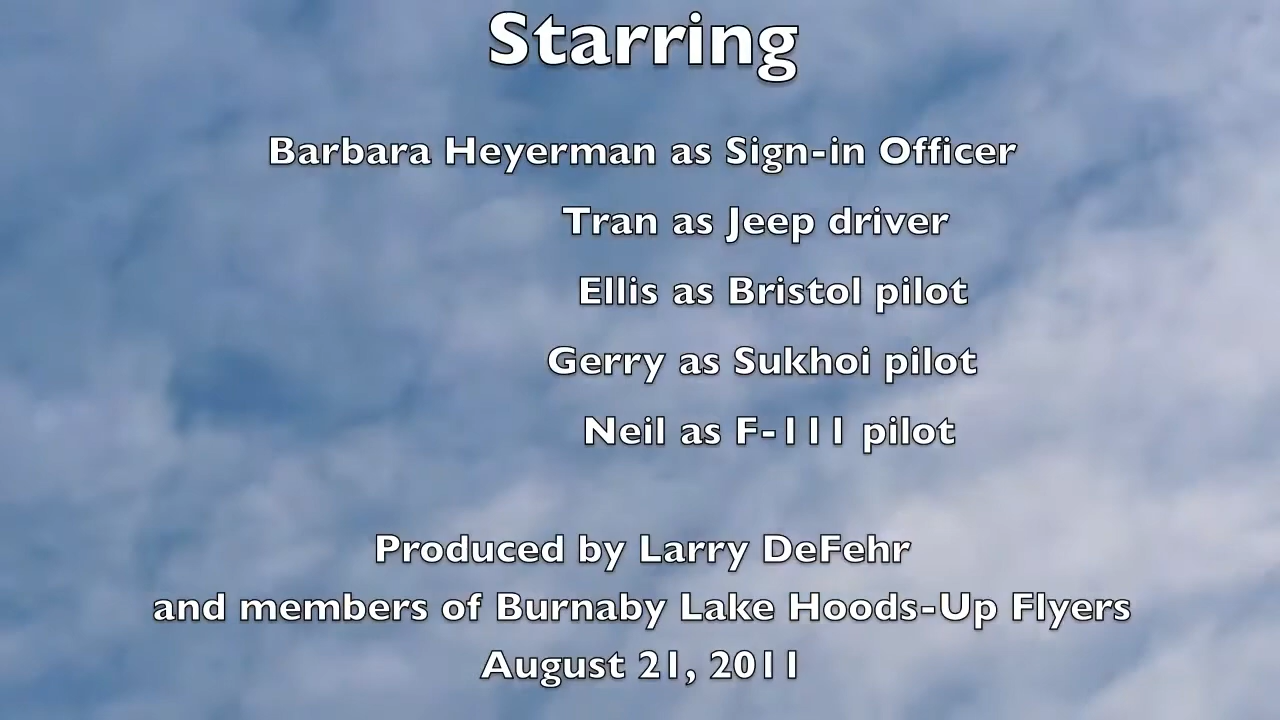 Starring
Barbara Heyerman as Sign-in Officer
Tran as Jeep driver
Ellis as Bristol pilot
Gerry as Sukhoi pilot
Neil as F-111 pilot
Produced by Larry DeFehr
and members of Burnaby Lake Hoods-Up Flyers
August 21, 2011